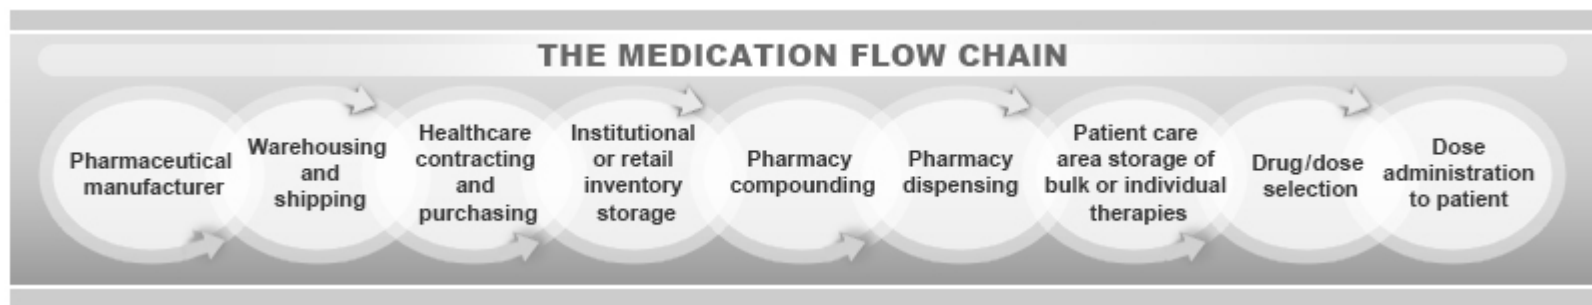 THE MEDICATION FLOW CHAIN
Pharmaceutical
manufacturer
Warehousing
and
shipping
Healthcare
contracting
and
purchasing
Institutional
or retail
inventory
storage
Pharmacy
compounding
Pharmacy
dispensing
Patient care
area storage of
bulk or individual
therapies
Drug/dose
selection
Dose
administration
to patient